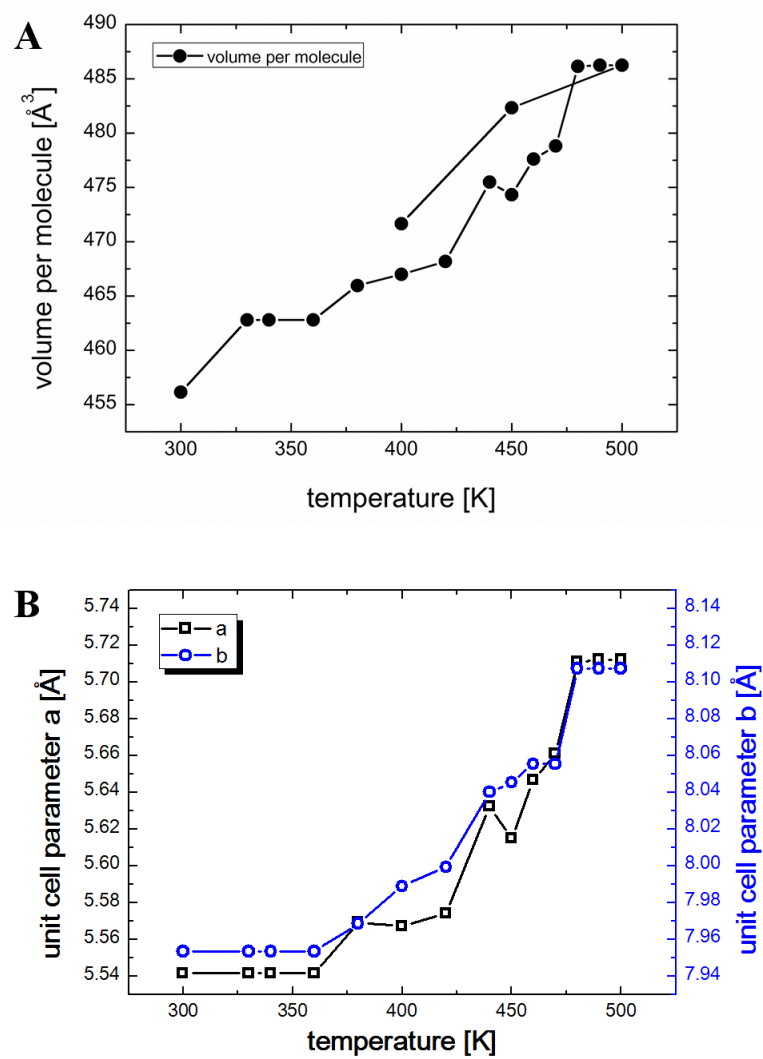 A
volume per molecule
volume per molecule [Å³]
490
485
480
475
470
465
460
455
300 350 400 450 500
temperature [K]
B
a
b
unit cell parameter a [Å]
5.74
5.72
5.70
5.68
5.66
5.64
5.62
5.60
5.58
5.56
5.54
8.14
8.12
8.10
8.08
8.06
8.04
8.02
8.00
7.98
7.96
7.94
unit cell parameter b [Å]
300 350 400 450 500
temperature [K]